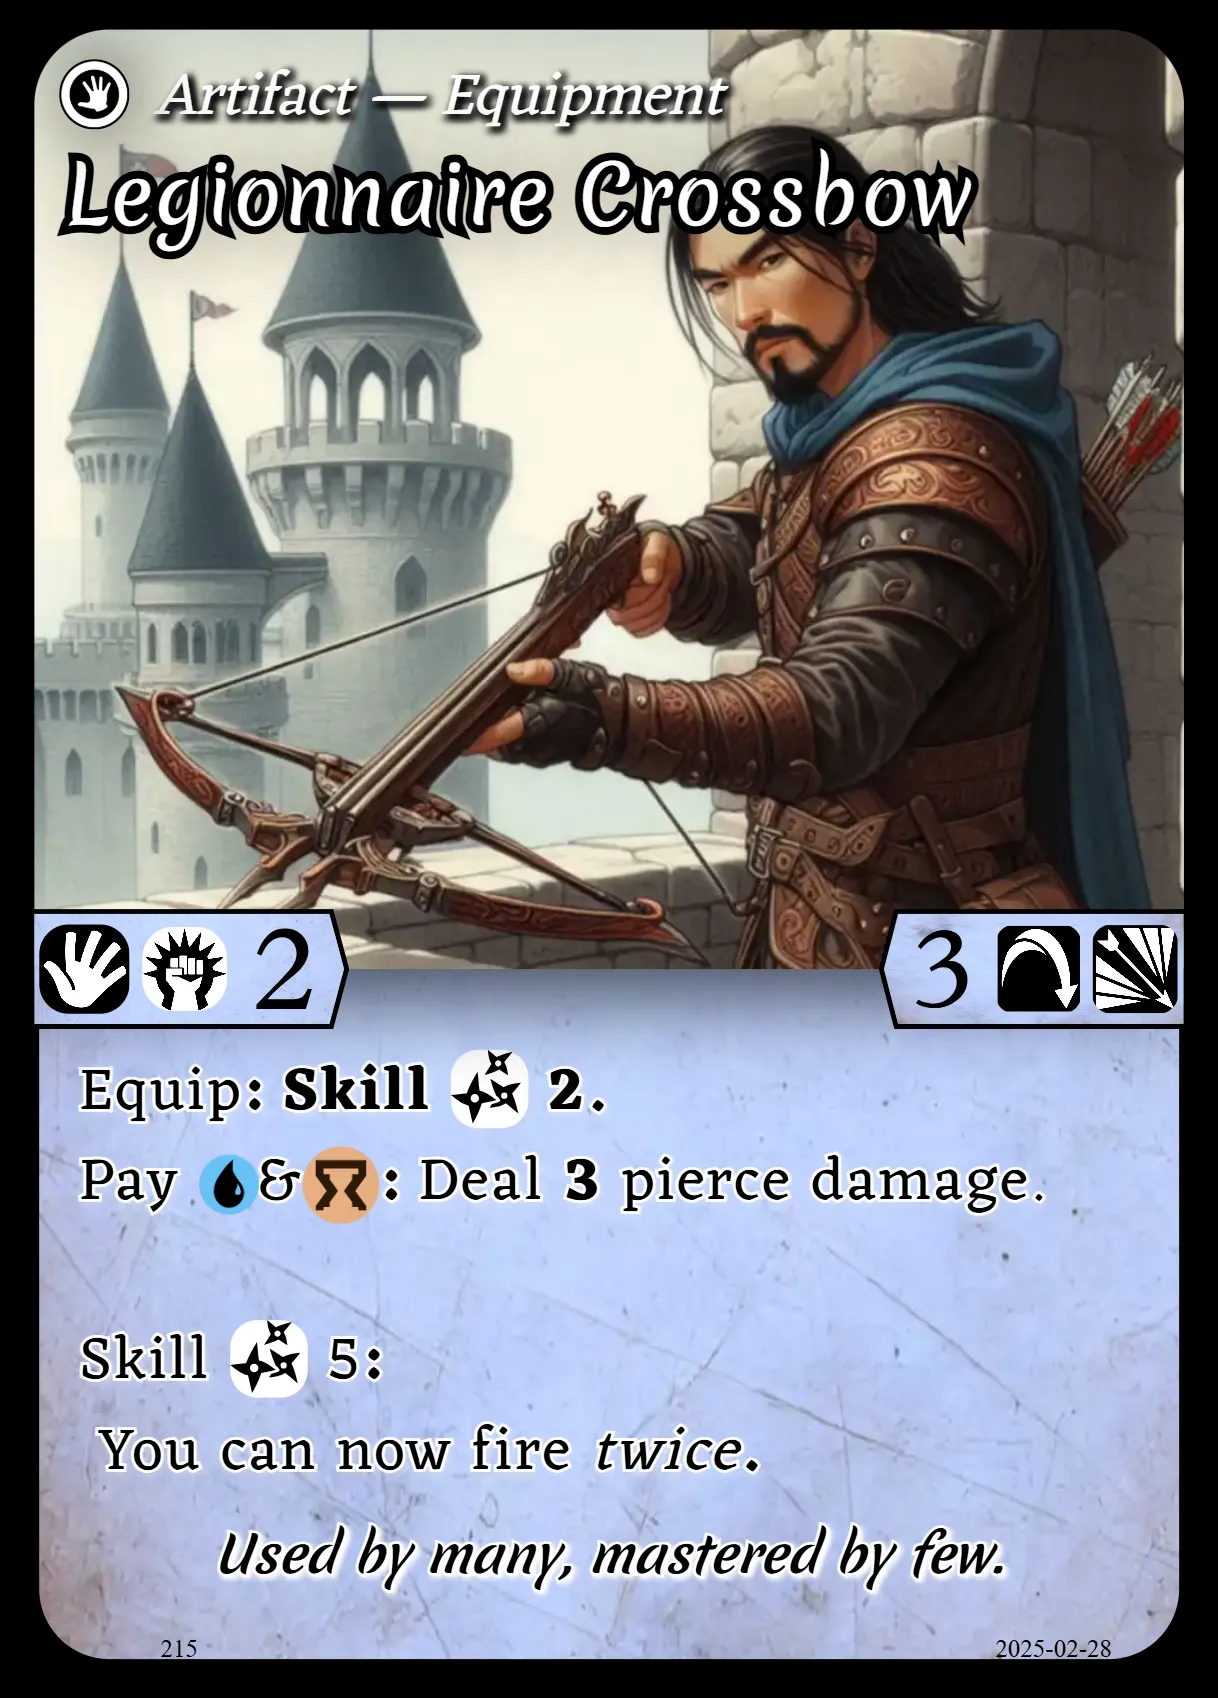 Artifact — Equipment
Legionnaire Crossbow
2
3
Equip: Skill 2.
Pay &: Deal 3 pierce damage.
Skill 5:
You can now fire twice.
Used by many, mastered by few.
215
2025-02-28